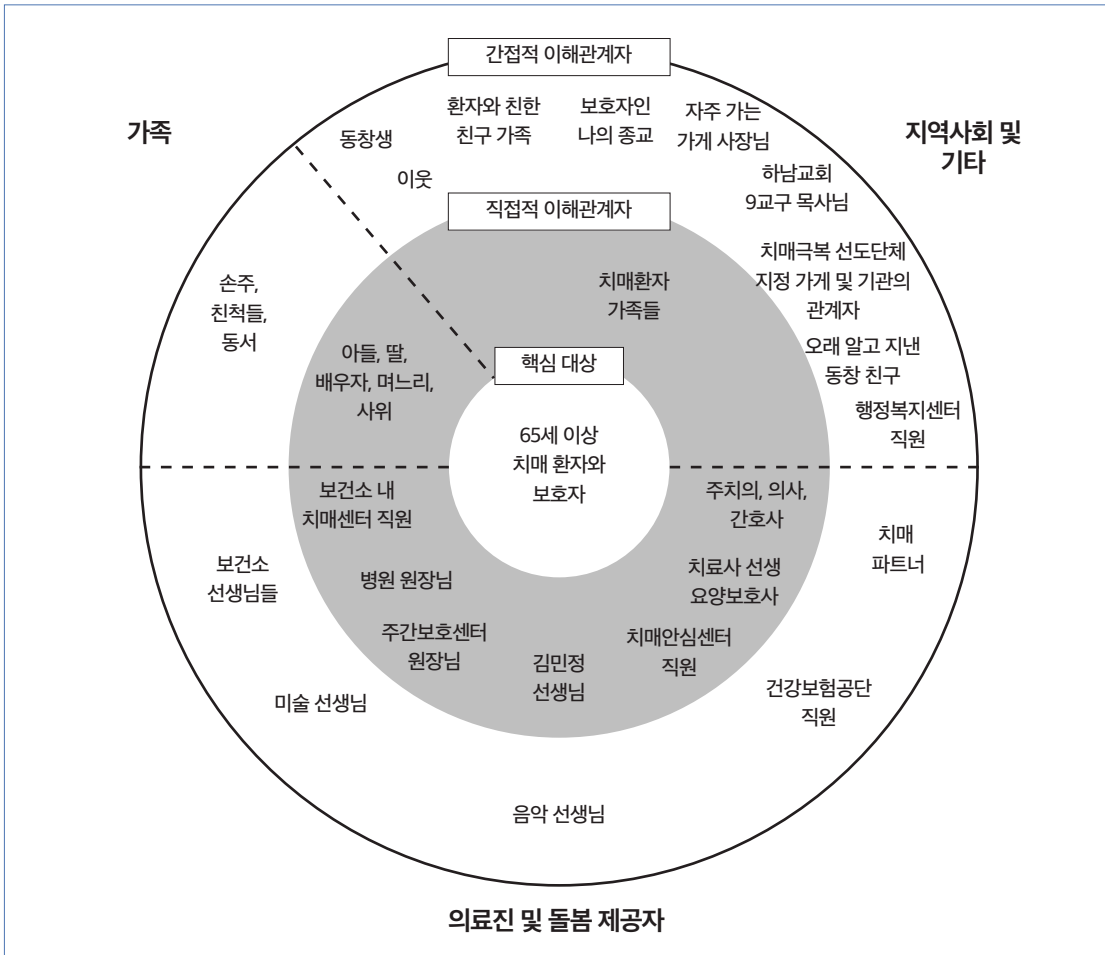 간접적 이해관계자
가족
지역사회 및
기타
동창생
이웃
환자와 친한
친구 가족
보호자인
나의 종교
자주 가는
가게 사장님
하남교회
9교구 목사님
직접적 이해관계자
치매극복 선도단체
지정 가게 및 기관의
관계자
치매환자
가족들
손주,
친척들,
동서
아들, 딸,
배우자, 며느리,
사위
핵심 대상
오래 알고 지낸
동창 친구
행정복지센터
직원
65세 이상
치매 환자와
보호자
보건소 내
치매센터 직원
주치의, 의사,
간호사
치매
파트너
보건소
선생님들
병원 원장님
치료사 선생
요양보호사
주간보호센터
원장님
김민정
선생님
치매안심센터
직원
미술 선생님
건강보험공단
직원
음악 선생님
의료진 및 돌봄 제공자